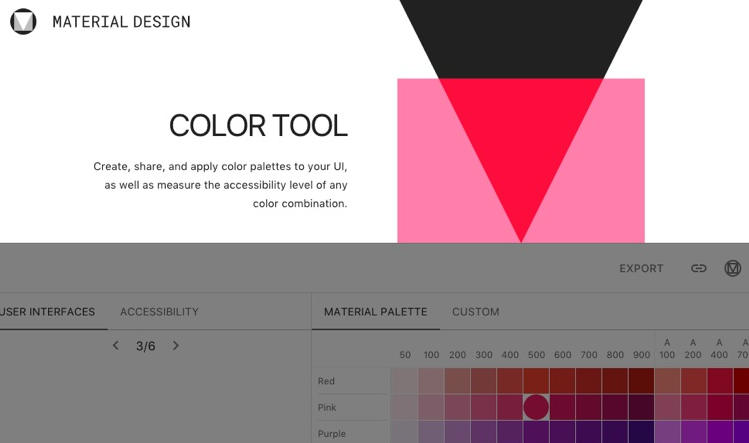 MATERIAL DESIGN
COLOR TOOL
Create, share, and apply color palettes to your UI,
as well as measure the accessibility level of any
color combination.
EXPORT
USER INTERFACES ACCESSIBILITY MATERIAL PALETTE CUSTOM
3/6
A A A A
50 100 200 300 400 500 600 700 800 900 100 200 400
Red
Pink
Purple